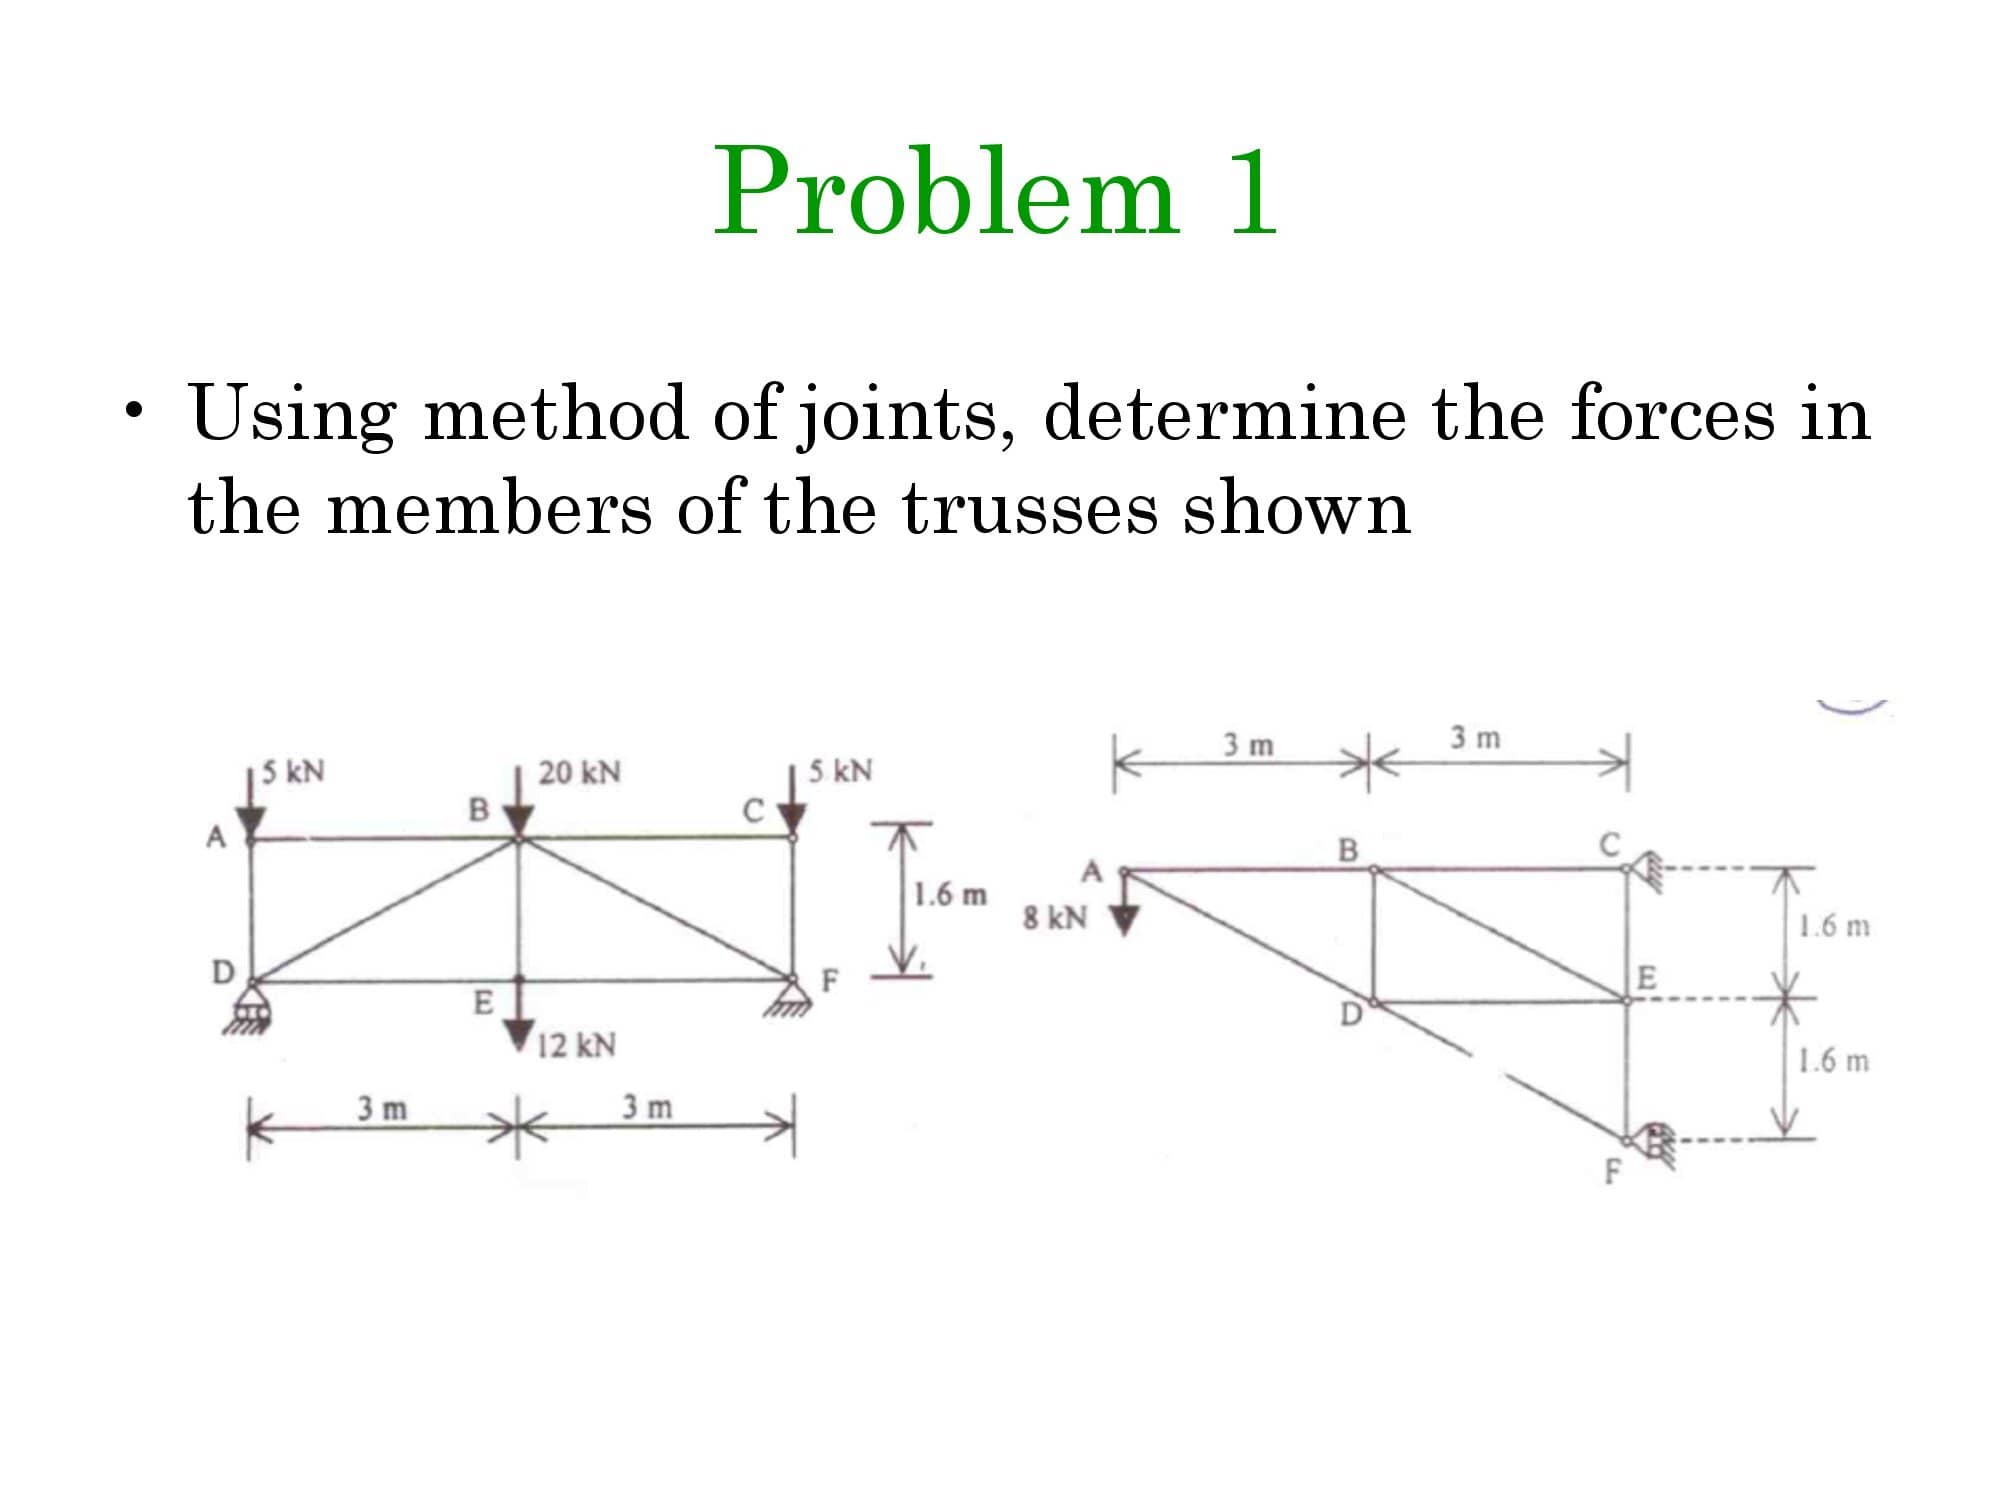 Problem 1
• Using method of joints, determine the forces in
the members of the trusses shown
5 kN
20 kN
5 kN
A
B
C
1.6 m
D
E
F
12 kN
3 m
3 m
3 m
3 m
A
B
C
8 kN
1.6 m
D
E
1.6 m
F